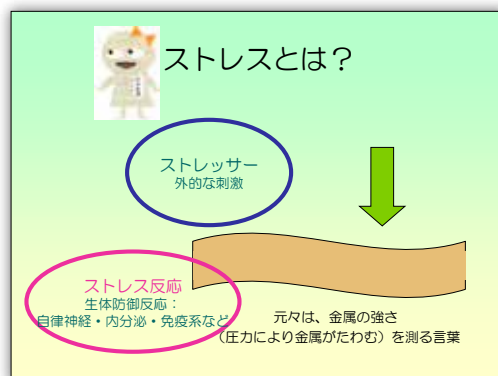 ストレスとは？
ストレッサー
外的な刺激
ストレス反応
生体防御反応：
自律神経・内分泌・免疫系など
元々は、金属の強さ
（圧力により金属がたわむ）を測る言葉